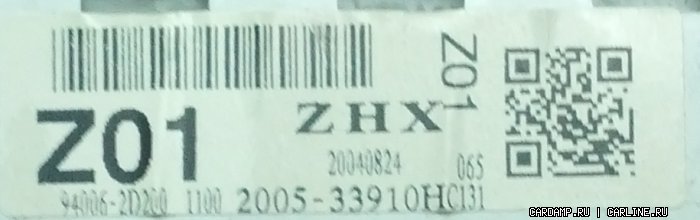 Z01
ZHX
Z01
20040824 065
94006-2D200 1100 2005-33910HC131
CARDAMP.RU | CARLINE.RU